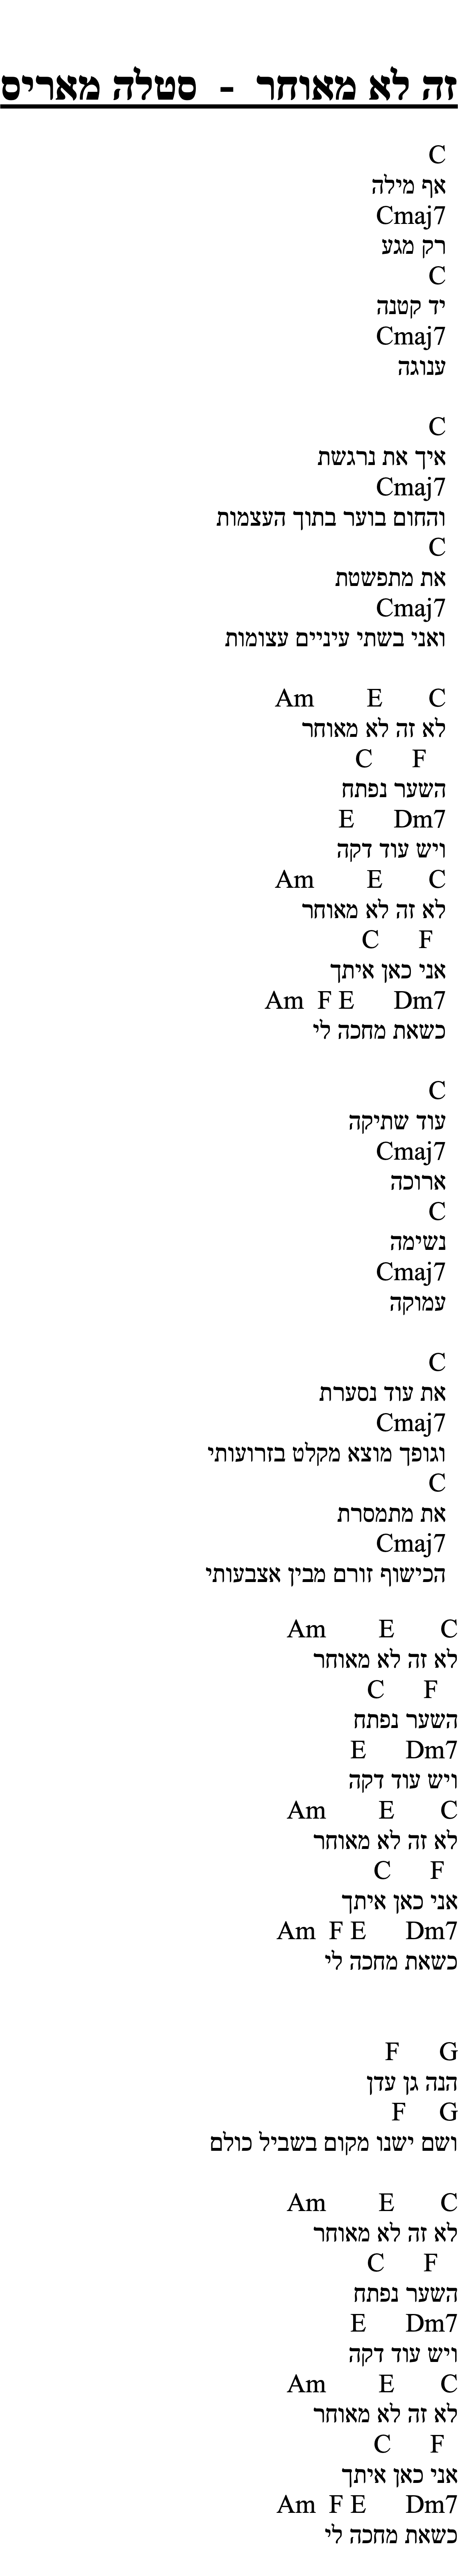 זה לא מאוחר - סטלה מאריס
C
אף מילה
Cmaj7
רק מגע
C
יד קטנה
Cmaj7
ענוגה
C
איך את נרגשת
Cmaj7
והחום בוער בתוך העצמות
C
את מתפשטת
Cmaj7
ואני בשתי עיניים עצומות
Am E C
לא זה לא מאוחר
C F
השער נפתח
E Dm7
ויש עוד דקה
Am E C
לא זה לא מאוחר
C F
אני כאן איתך
Am F E Dm7
כשאת מחכה לי
C
עוד שתיקה
Cmaj7
ארוכה
C
נשימה
Cmaj7
עמוקה
C
את עוד נסערת
Cmaj7
וגופך מוצא מקלט בזרועותי
C
את מתמסרת
Cmaj7
הכישוף זורם מבין אצבעותי
Am E C
לא זה לא מאוחר
C F
השער נפתח
E Dm7
ויש עוד דקה
Am E C
לא זה לא מאוחר
C F
אני כאן איתך
Am F E Dm7
כשאת מחכה לי
F G
הנה גן עדן
F G
ושם ישנו מקום בשביל כולם
Am E C
לא זה לא מאוחר
C F
השער נפתח
E Dm7
ויש עוד דקה
Am E C
לא זה לא מאוחר
C F
אני כאן איתך
Am F E Dm7
כשאת מחכה לי